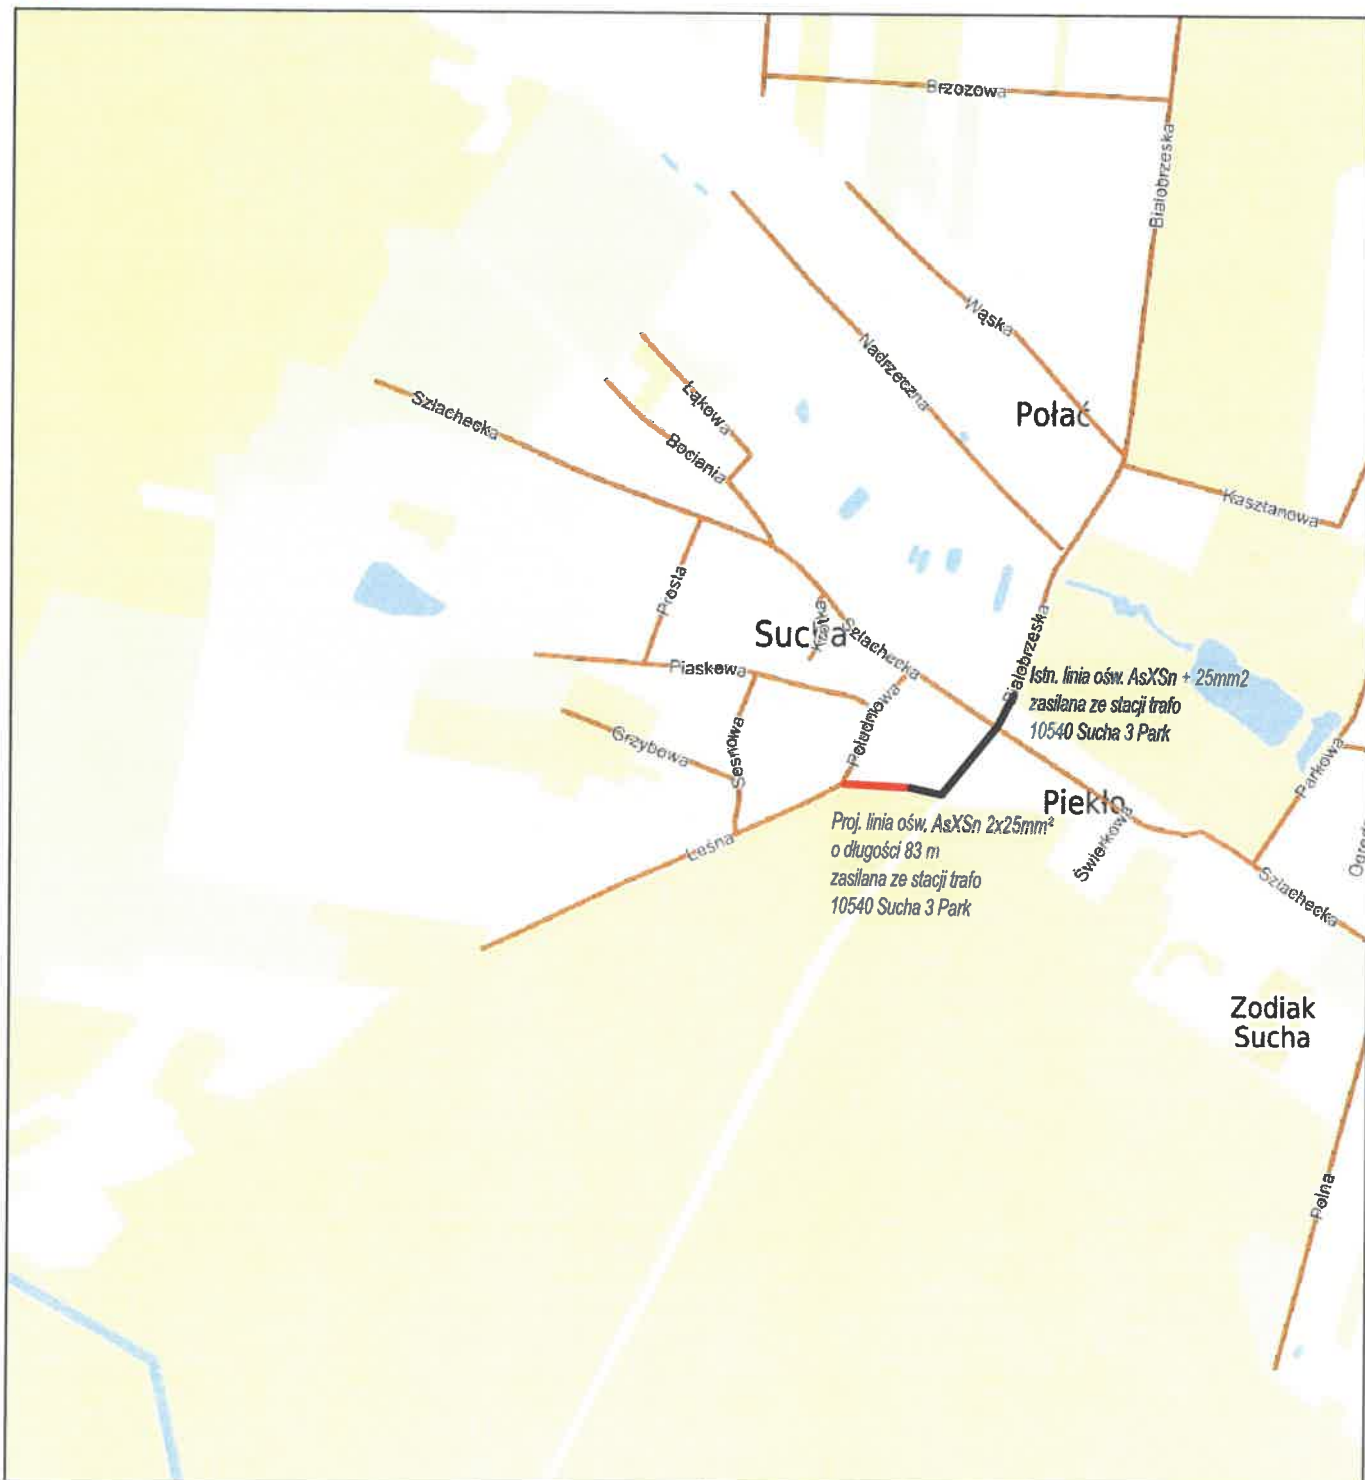 Brzozowa
Białobrzeska
Wąska
Nadrzeczna
Połać
Łąkowa
Bociania
Szlachecka
Kasztanowa
Prosta
Krótka
Sucha
Szlachecka
Białobrzeska
Piaskowa
Istn. linia ośw. AsXSn + 25mm2
zasilana ze stacji trafo
10540 Sucha 3 Park
Południowa
Sosnowa
Grzybowa
Parkowa
Piekło
Proj. linia ośw. AsXSn 2x25mm²
o długości 83 m
zasilana ze stacji trafo
10540 Sucha 3 Park
Świerkowa
Leśna
Szlachecka
Zodiak
Sucha
Polna